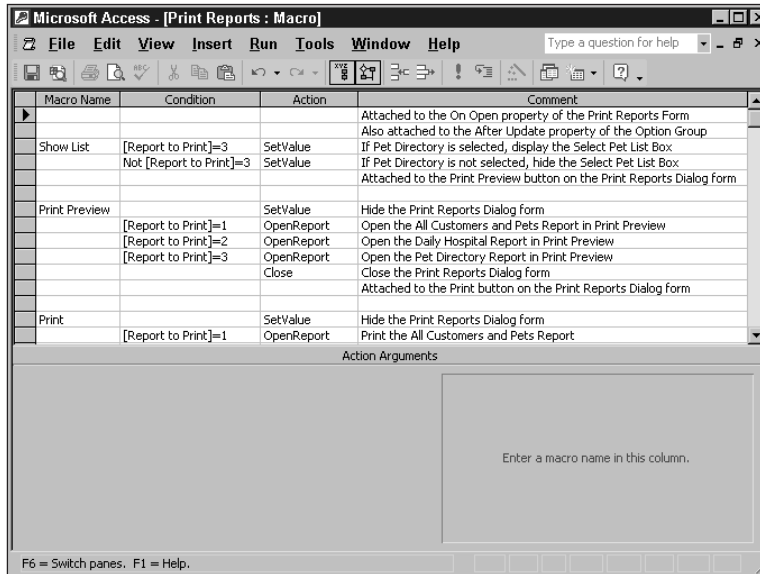 Microsoft Access - [Print Reports : Macro]
File Edit View Insert Run Tools Window Help Type a question for help
Macro Name Condition Action Comment
Attached to the On Open property of the Print Reports Form
Also attached to the After Update property of the Option Group
Show List [Report to Print]=3 SetValue If Pet Directory is selected, display the Select Pet List Box
Not [Report to Print]=3 SetValue If Pet Directory is not selected, hide the Select Pet List Box
Attached to the Print Preview button on the Print Reports Dialog form
Print Preview SetValue Hide the Print Reports Dialog form
[Report to Print]=1 OpenReport Open the All Customers and Pets Report in Print Preview
[Report to Print]=2 OpenReport Open the Daily Hospital Report in Print Preview
[Report to Print]=3 OpenReport Open the Pet Directory Report in Print Preview
Close Close the Print Reports Dialog form
Attached to the Print button on the Print Reports Dialog form
Print SetValue Hide the Print Reports Dialog form
[Report to Print]=1 OpenReport Print the All Customers and Pets Report
Action Arguments
Enter a macro name in this column.
F6 = Switch panes. F1 = Help.